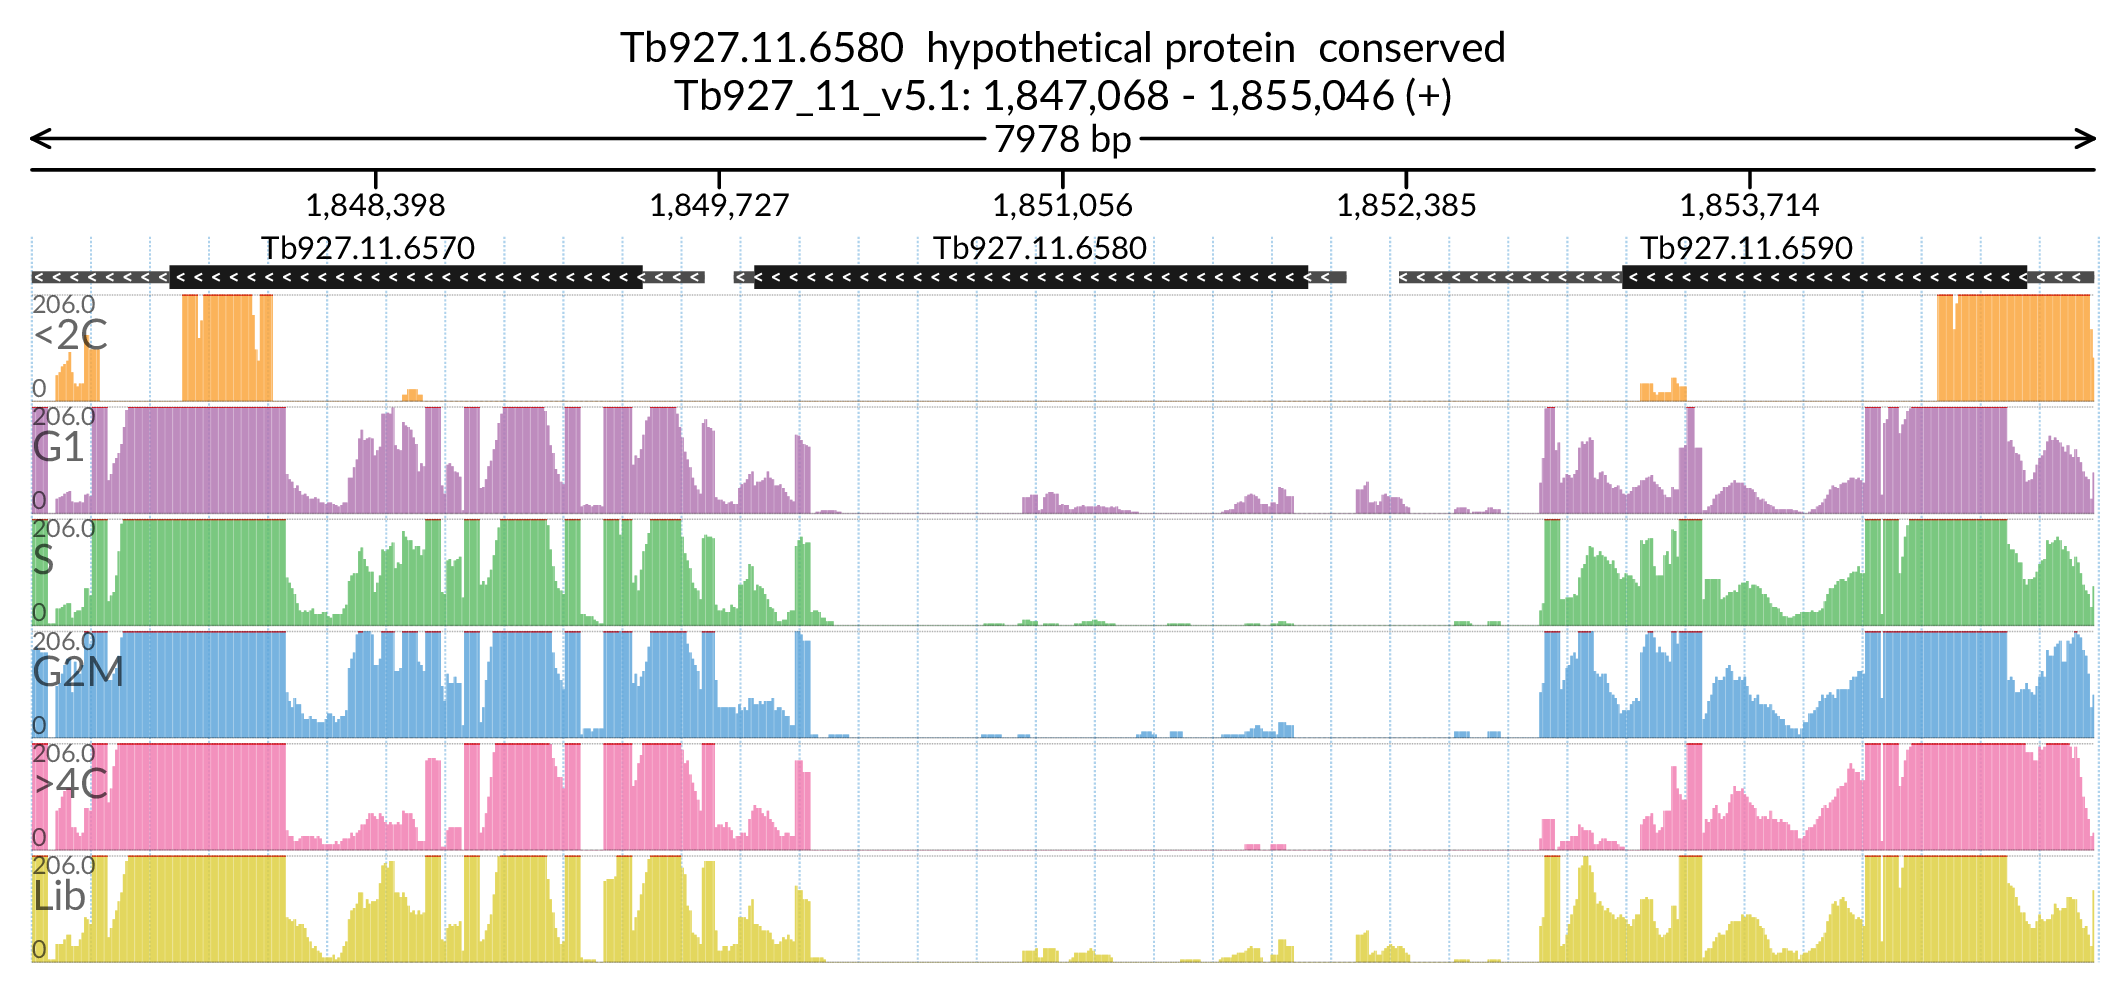 Tb927.11.6580 hypothetical protein conserved
Tb927_11_v5.1: 1,847,068 - 1,855,046 (+)
7978 bp
1,848,398 1,849,727 1,851,056 1,852,385 1,853,714
Tb927.11.6570 Tb927.11.6580 Tb927.11.6590
206.0
<2C
0
206.0
G1
0
206.0
S
0
206.0
G2M
0
206.0
>4C
0
206.0
Lib
0